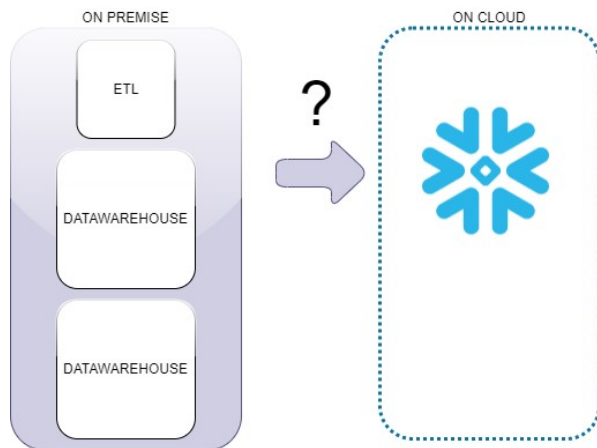 ON PREMISE
ON CLOUD
ETL
?
DATAWAREHOUSE
DATAWAREHOUSE